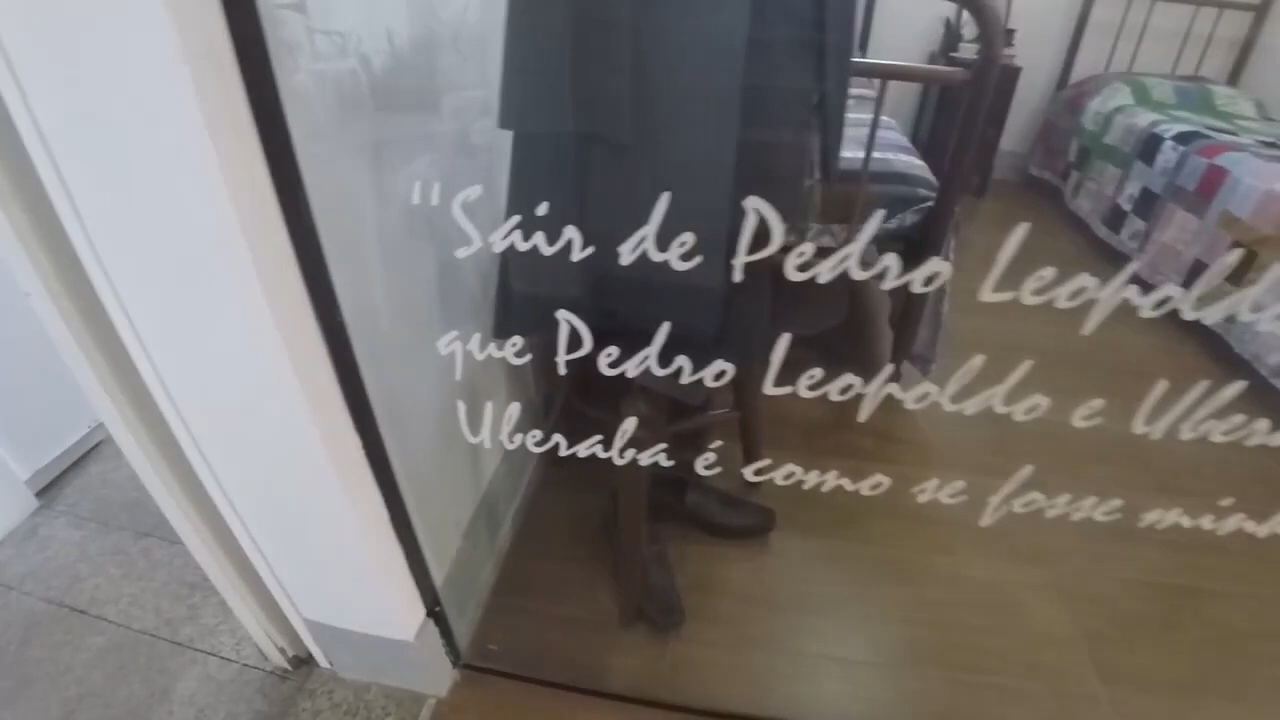 "Sair de Pedro Leopoldo
que Pedro Leopoldo e
Uberaba é como se fosse